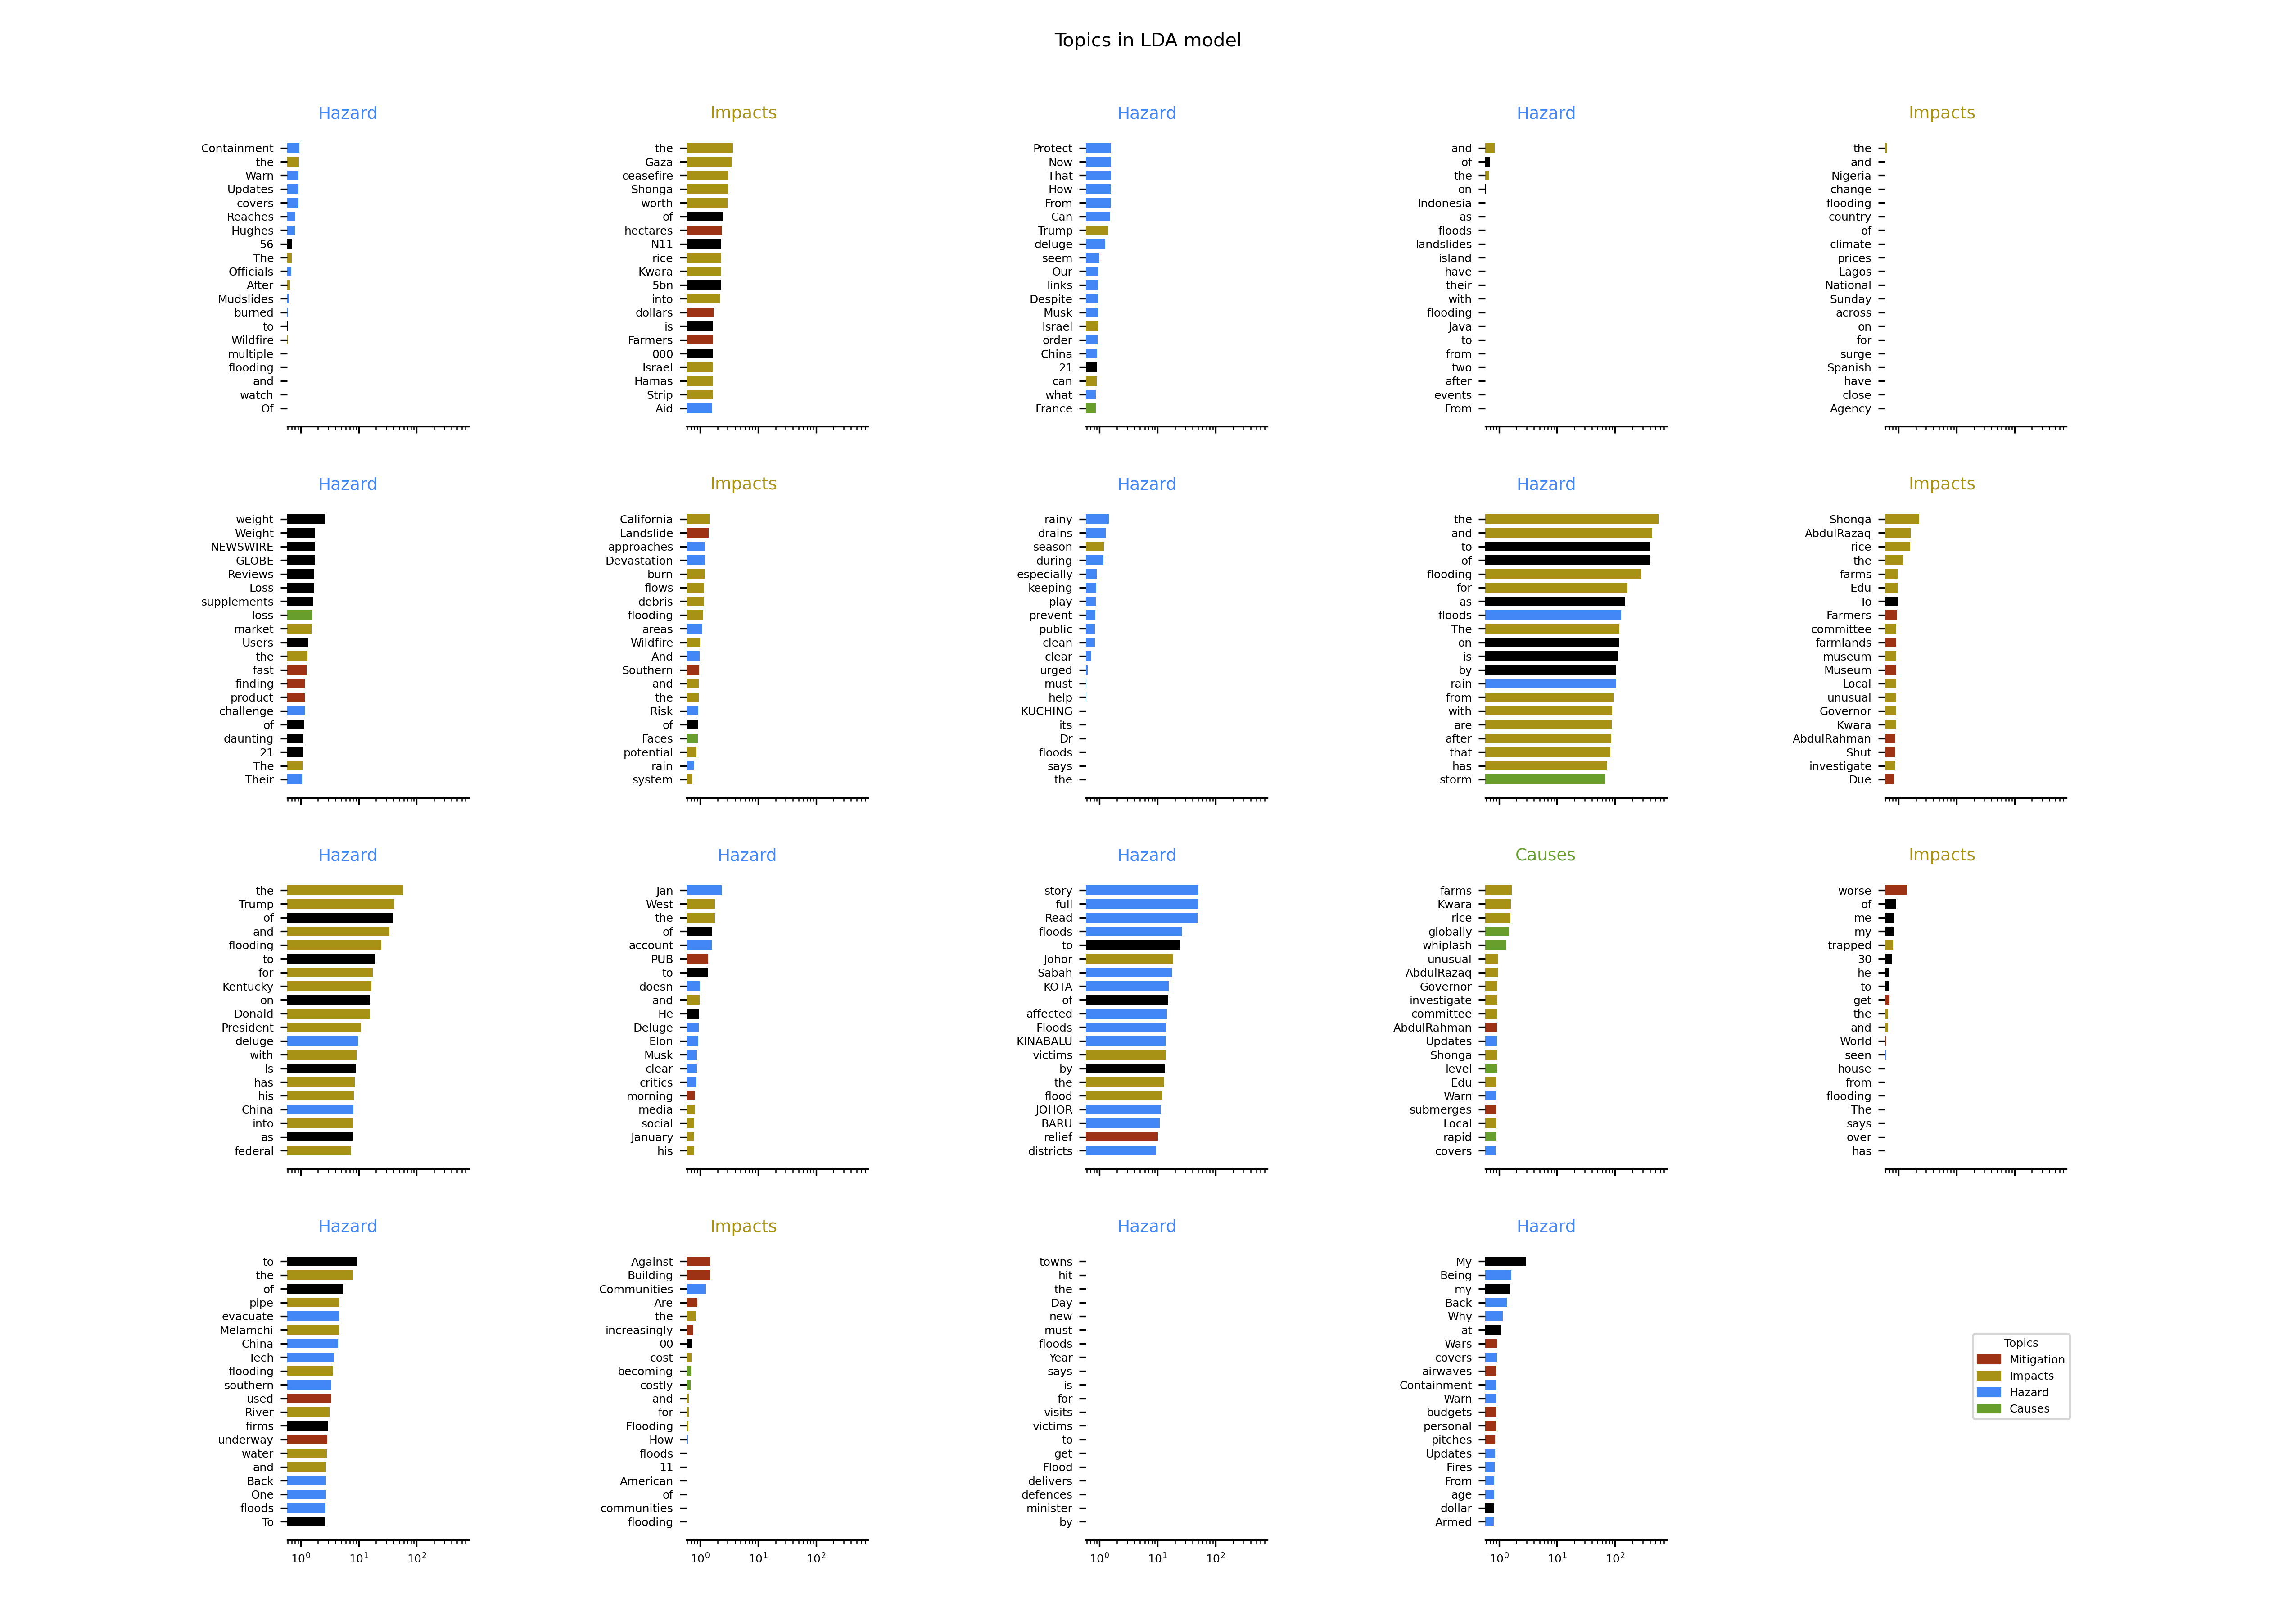 Topics in LDA model
Hazard
Containment
the
Warn
Updates
covers
Reaches
Hughes
56
The
Officials
After
Mudslides
burned
to
Wildfire
multiple
flooding
and
watch
Of
Impacts
the
Gaza
ceasefire
Shonga
worth
of
hectares
N11
rice
Kwara
5bn
into
dollars
is
Farmers
000
Israel
Hamas
Strip
Aid
Hazard
Protect
Now
That
How
From
Can
Trump
deluge
seem
Our
links
Despite
Musk
Israel
order
China
21
can
what
France
Hazard
and
of
the
on
Indonesia
as
floods
landslides
island
have
their
with
flooding
Java
to
from
two
after
events
From
Impacts
the
and
Nigeria
change
flooding
country
of
climate
prices
Lagos
National
Sunday
across
on
for
surge
Spanish
have
close
Agency
Hazard
weight
Weight
NEWSWIRE
GLOBE
Reviews
Loss
supplements
loss
market
Users
the
fast
finding
product
challenge
of
daunting
21
The
Their
Impacts
California
Landslide
approaches
Devastation
burn
flows
debris
flooding
areas
Wildfire
And
Southern
and
the
Risk
of
Faces
potential
rain
system
Hazard
rainy
drains
season
during
especially
keeping
play
prevent
public
clean
clear
urged
must
help
KUCHING
its
Dr
floods
says
the
Hazard
the
and
to
of
flooding
for
as
floods
The
on
is
by
rain
from
with
are
after
that
has
storm
Impacts
Shonga
AbdulRazaq
rice
the
farms
Edu
To
Farmers
committee
farmlands
museum
Museum
Local
unusual
Governor
Kwara
AbdulRahman
Shut
investigate
Due
Hazard
the
Trump
of
and
flooding
to
for
Kentucky
on
Donald
President
deluge
with
Is
has
his
China
into
as
federal
Hazard
Jan
West
the
of
account
PUB
to
doesn
and
He
Deluge
Elon
Musk
clear
critics
morning
media
social
January
his
Hazard
story
full
Read
floods
to
Johor
Sabah
KOTA
of
affected
Floods
KINABALU
victims
by
the
flood
JOHOR
BARU
relief
districts
Causes
farms
Kwara
rice
globally
whiplash
unusual
AbdulRazaq
Governor
investigate
committee
AbdulRahman
Updates
Shonga
level
Edu
Warn
submerges
Local
rapid
covers
Impacts
worse
of
me
my
trapped
30
he
to
get
the
and
World
seen
house
from
flooding
The
says
over
has
Hazard
to
the
of
pipe
evacuate
Melamchi
China
Tech
flooding
southern
used
River
firms
underway
water
and
Back
One
floods
To
10⁰ 10¹ 10²
Impacts
Against
Building
Communities
Are
the
increasingly
00
cost
becoming
costly
and
for
Flooding
How
floods
11
American
of
communities
flooding
10⁰ 10¹ 10²
Hazard
towns
hit
the
Day
new
must
floods
Year
says
is
for
visits
victims
to
get
Flood
delivers
defences
minister
by
10⁰ 10¹ 10²
Hazard
My
Being
my
Back
Why
at
Wars
covers
airwaves
Containment
Warn
budgets
personal
pitches
Updates
Fires
From
age
dollar
Armed
10⁰ 10¹ 10²
Topics
Mitigation
Impacts
Hazard
Causes